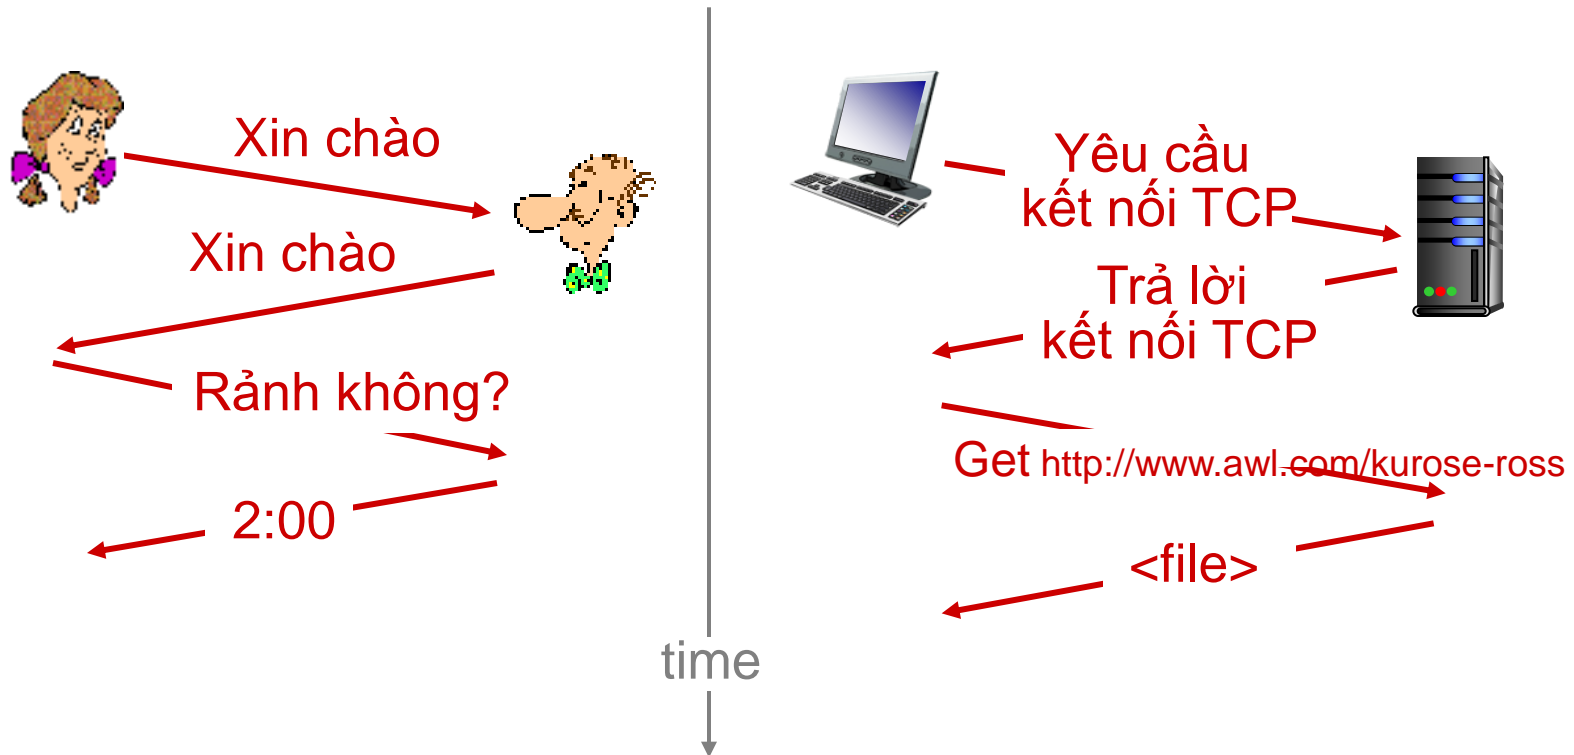 Xin chào
Xin chào
Rảnh không?
2:00
Yêu cầu
kết nối TCP
Trả lời
kết nối TCP
Get http://www.awl.com/kurose-ross
<file>
time